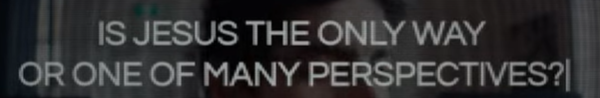 IS JESUS THE ONLY WAY
OR ONE OF MANY PERSPECTIVES?|